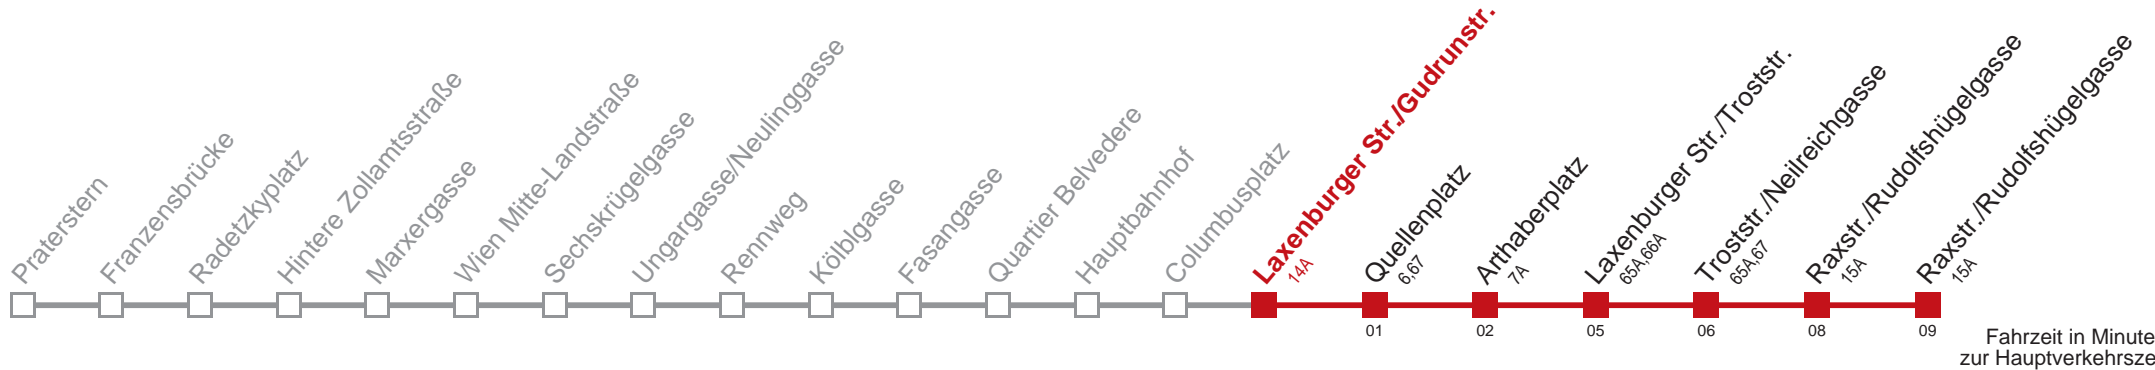 Praterstern
Franzensbrücke
Radetzkyplatz
Hintere Zollamtsstraße
Marxergasse
Wien Mitte-Landstraße
Sechskrügelgasse
Ungargasse/Neulinggasse
Rennweg
Kölblgasse
Fasangasse
Quartier Belvedere
Hauptbahnhof
Columbusplatz
Laxenburger Str./Gudrunstr.
14A
Quellenplatz
6,67
Arthaberplatz
7A
Laxenburger Str./Troststr.
65A,66A
Troststr./Neilreichgasse
65A,67
Raxstr./Rudolfshügelgasse
15A
Raxstr./Rudolfshügelgasse
15A
01
02
05
06
08
09
Fahrzeit in Minute
zur Hauptverkehrsze